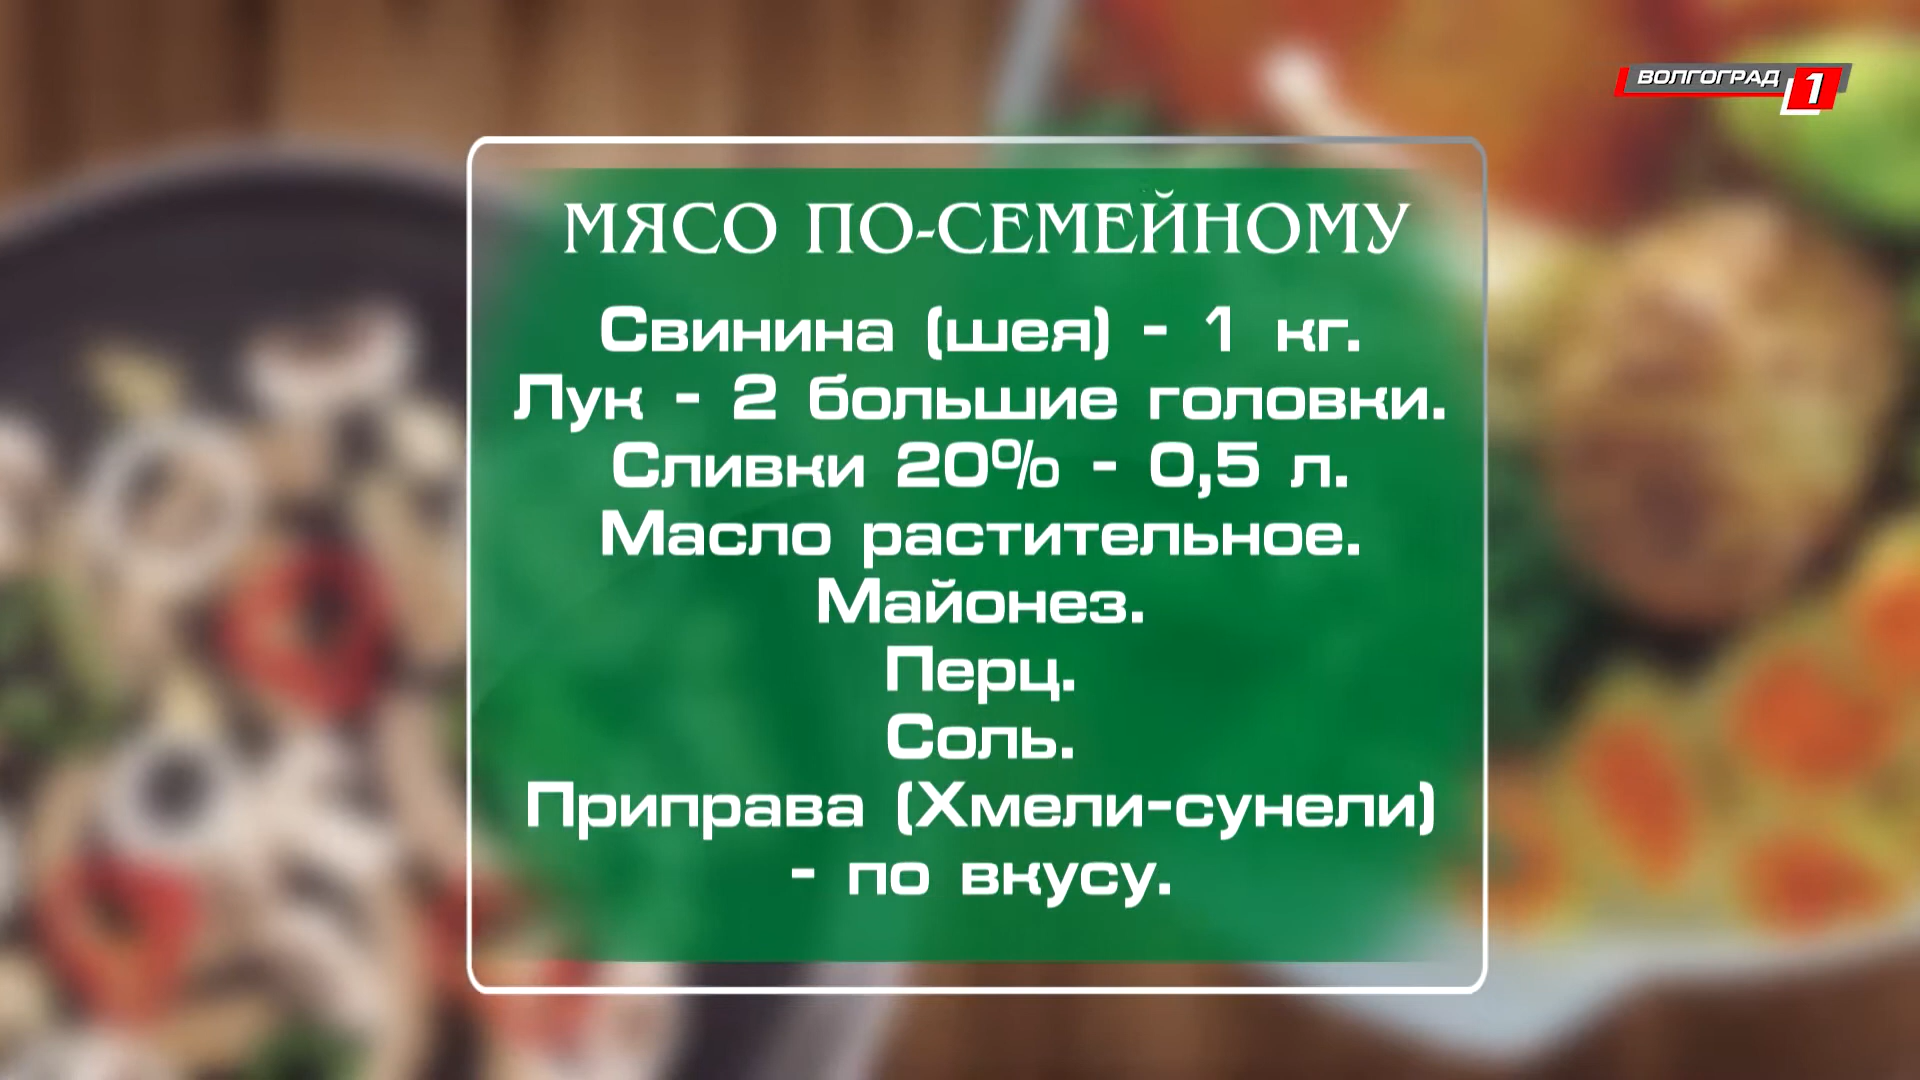 ВОЛГОГРАД 1
МЯСО ПО-СЕМЕЙНОМУ
Свинина (шея) - 1 кг.
Лук - 2 большие головки.
Сливки 20% - 0,5 л.
Масло растительное.
Майонез.
Перц.
Соль.
Приправа (Хмели-сунели)
- по вкусу.